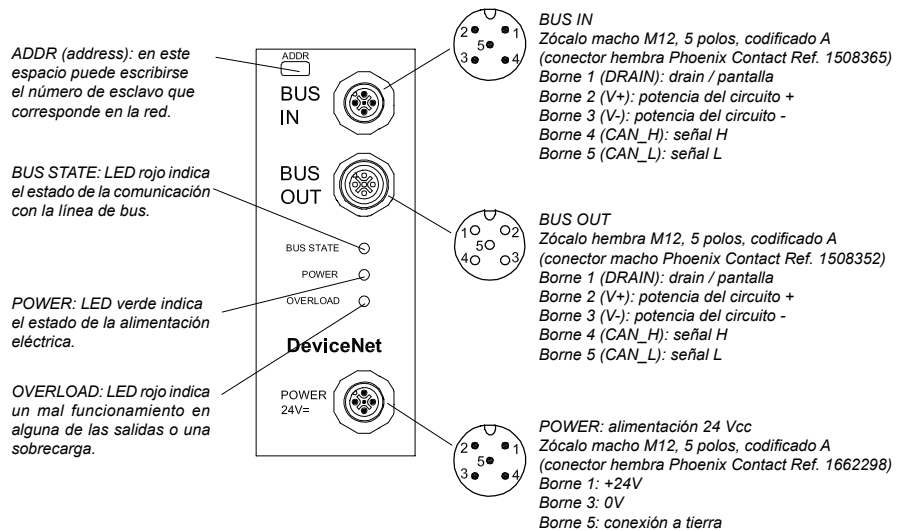 ADDR (address): en este
espacio puede escribirse
el número de esclavo que
corresponde en la red.
BUS STATE: LED rojo indica
el estado de la comunicación
con la línea de bus.
POWER: LED verde indica
el estado de la alimentación
eléctrica.
OVERLOAD: LED rojo indica
un mal funcionamiento en
alguna de las salidas o una
sobrecarga.
ADDR
BUS
IN
BUS
OUT
BUS STATE
POWER
OVERLOAD
DeviceNet
POWER
24V=
2 1
5
3 4
BUS IN
Zócalo macho M12, 5 polos, codificado A
(conector hembra Phoenix Contact Ref. 1508365)
Borne 1 (DRAIN): drain / pantalla
Borne 2 (V+): potencia del circuito +
Borne 3 (V-): potencia del circuito -
Borne 4 (CAN_H): señal H
Borne 5 (CAN_L): señal L
1 2
5
4 3
BUS OUT
Zócalo hembra M12, 5 polos, codificado A
(conector macho Phoenix Contact Ref. 1508352)
Borne 1 (DRAIN): drain / pantalla
Borne 2 (V+): potencia del circuito +
Borne 3 (V-): potencia del circuito -
Borne 4 (CAN_H): señal H
Borne 5 (CAN_L): señal L
2 1
5
3 4
POWER: alimentación 24 Vcc
Zócalo macho M12, 5 polos, codificado A
(conector hembra Phoenix Contact Ref. 1662298)
Borne 1: +24V
Borne 3: 0V
Borne 5: conexión a tierra